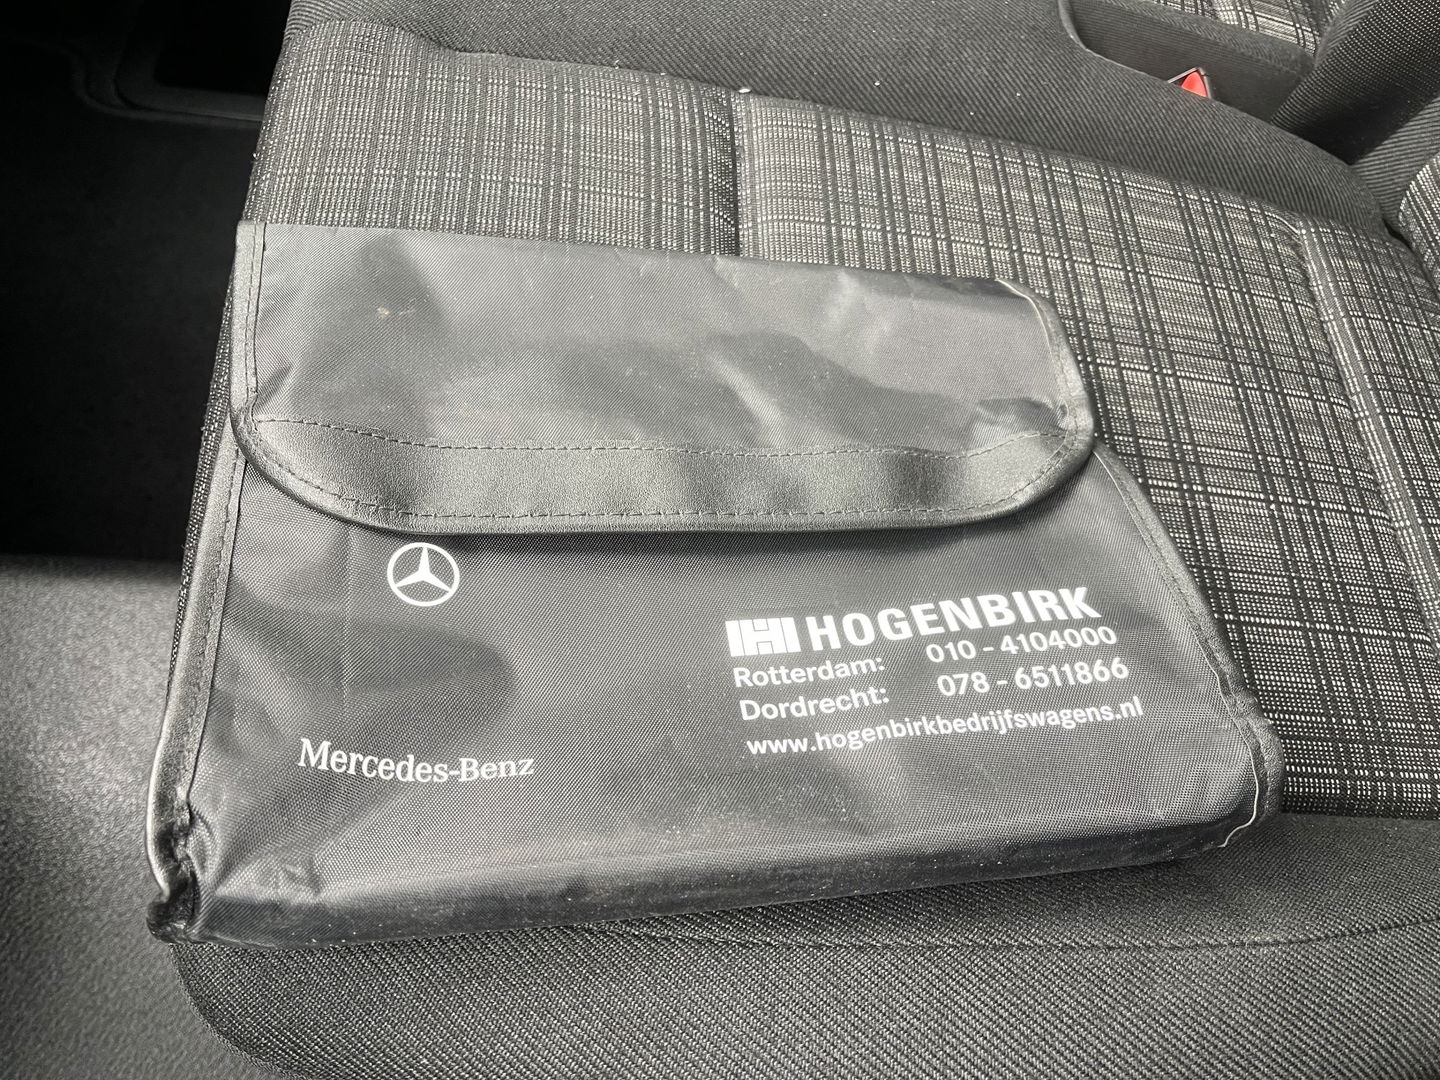 HOGENBIRK
Rotterdam: 010 - 4104000
Dordrecht: 078 - 6511866
www.hogenbirkbedrijfswagens.nl
Mercedes-Benz